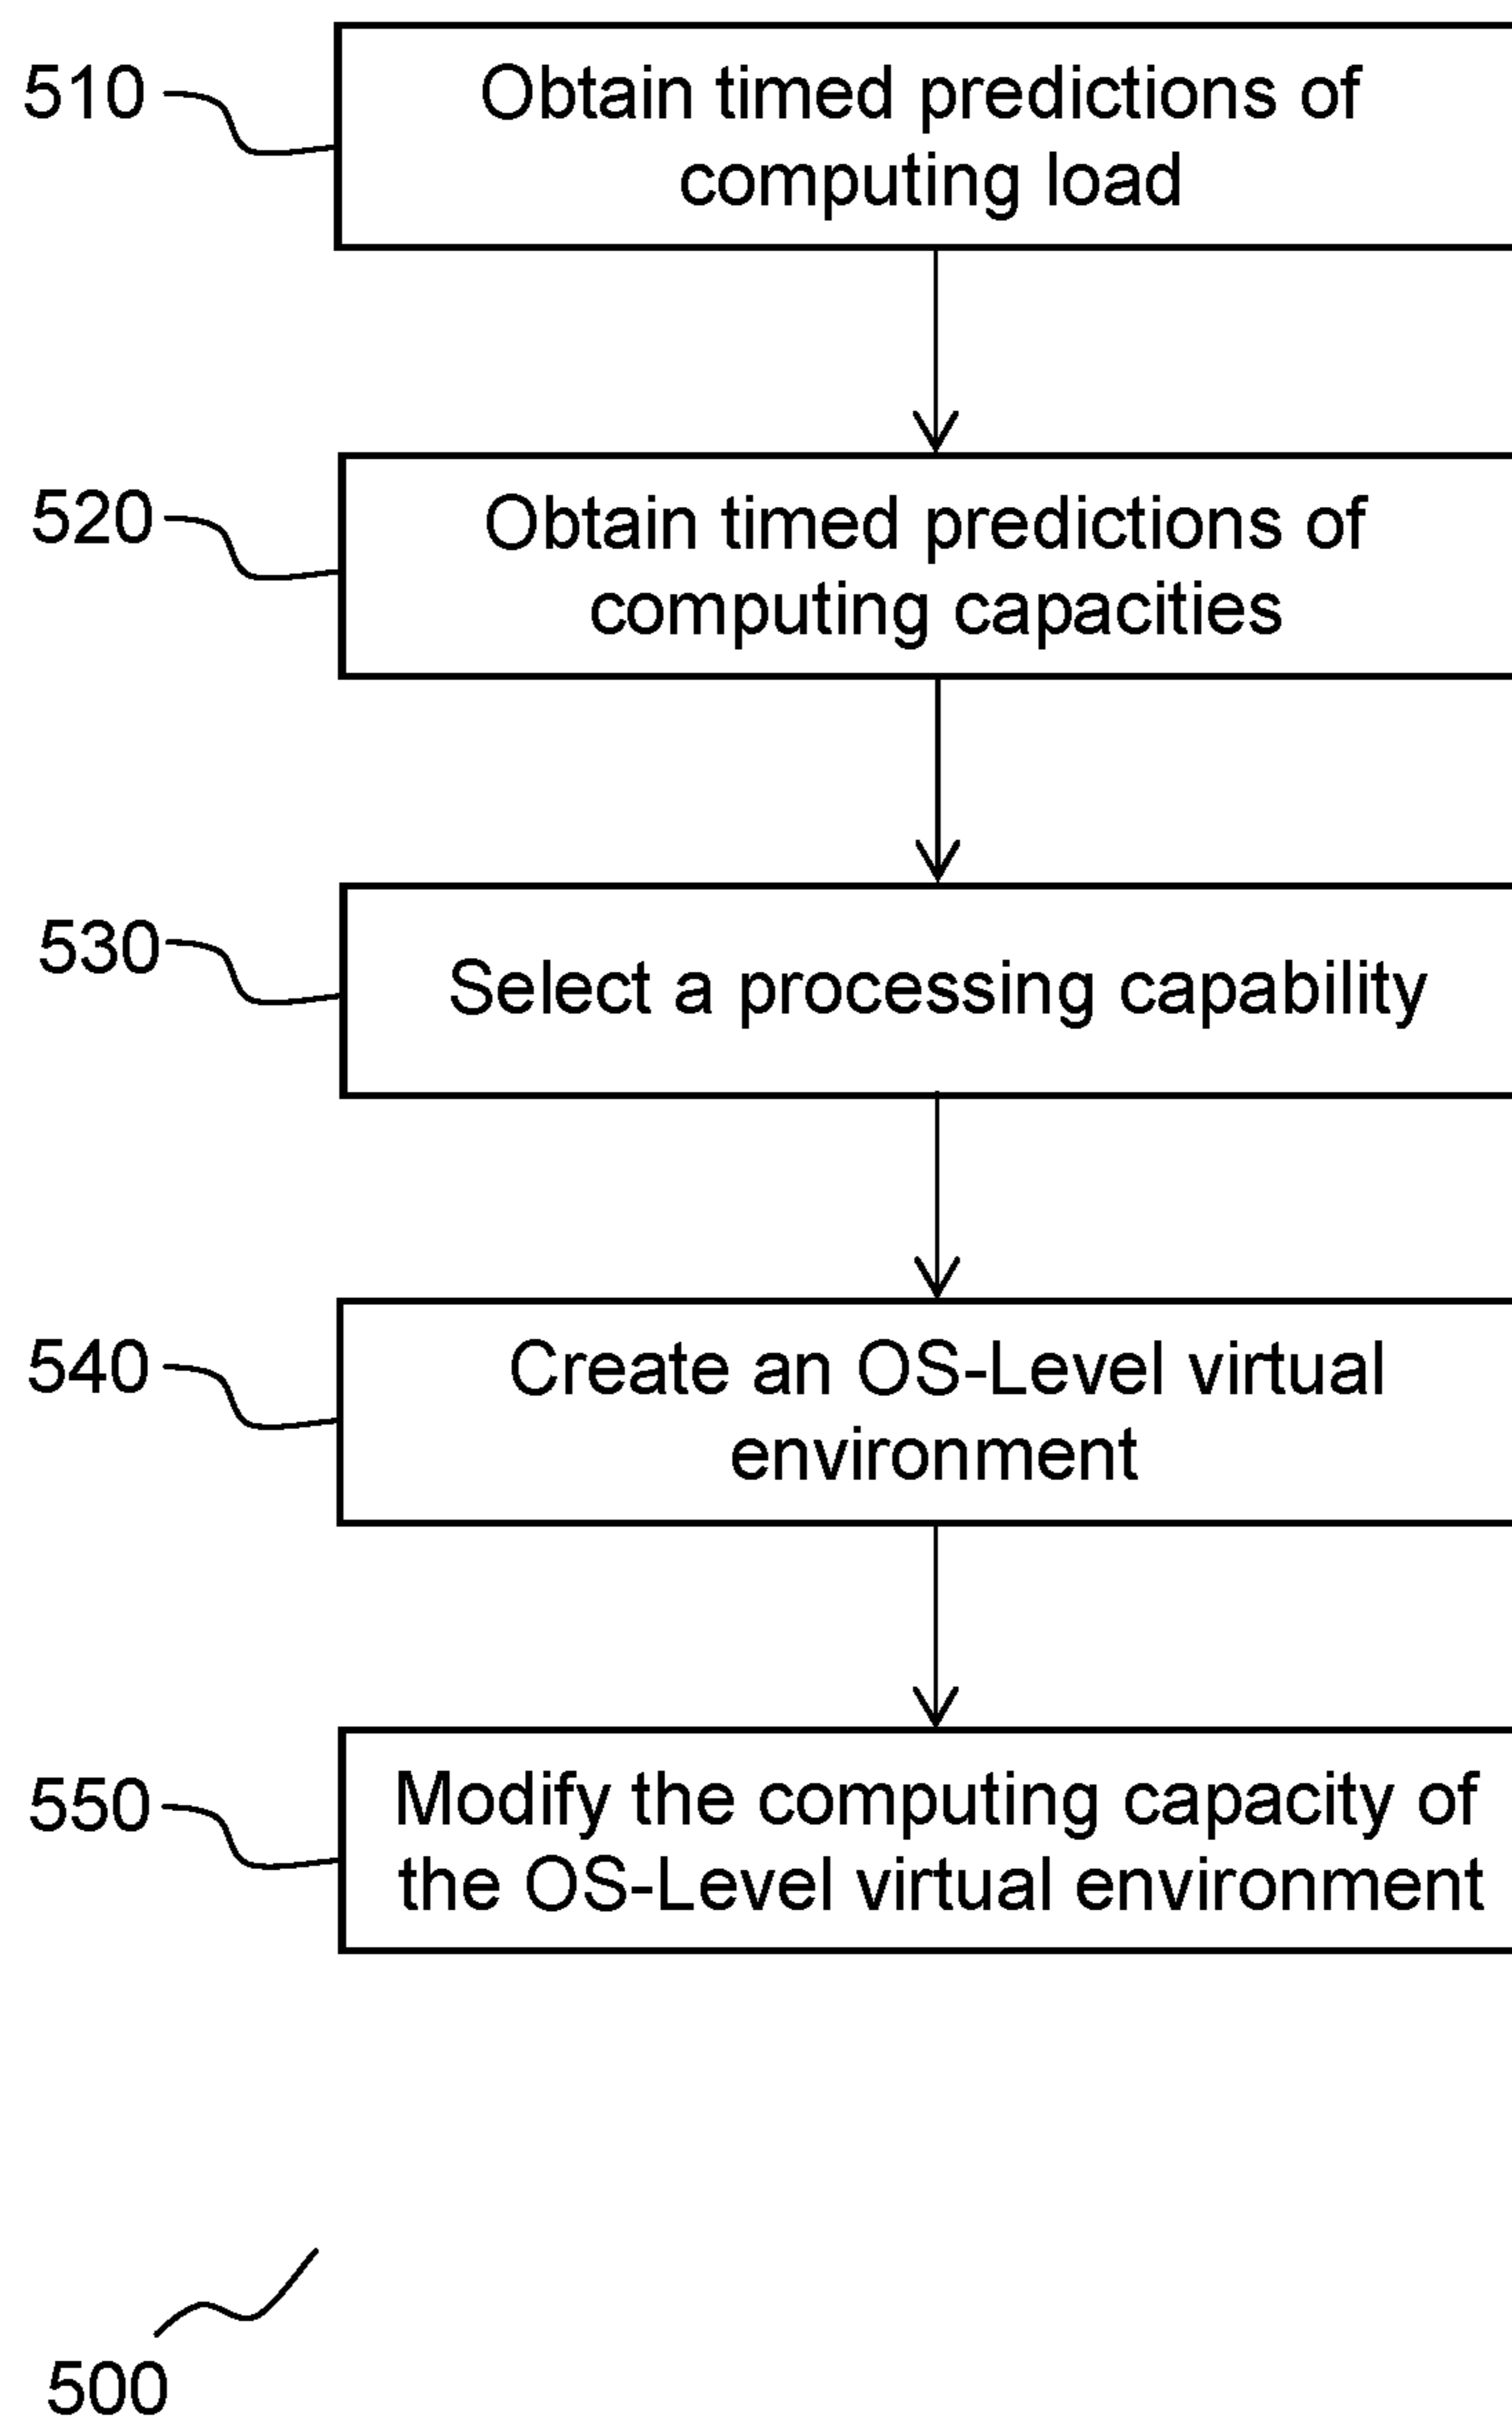 510
Obtain timed predictions of
computing load
520
Obtain timed predictions of
computing capacities
530
Select a processing capability
540
Create an OS-Level virtual
environment
550
Modify the computing capacity of
the OS-Level virtual environment
500